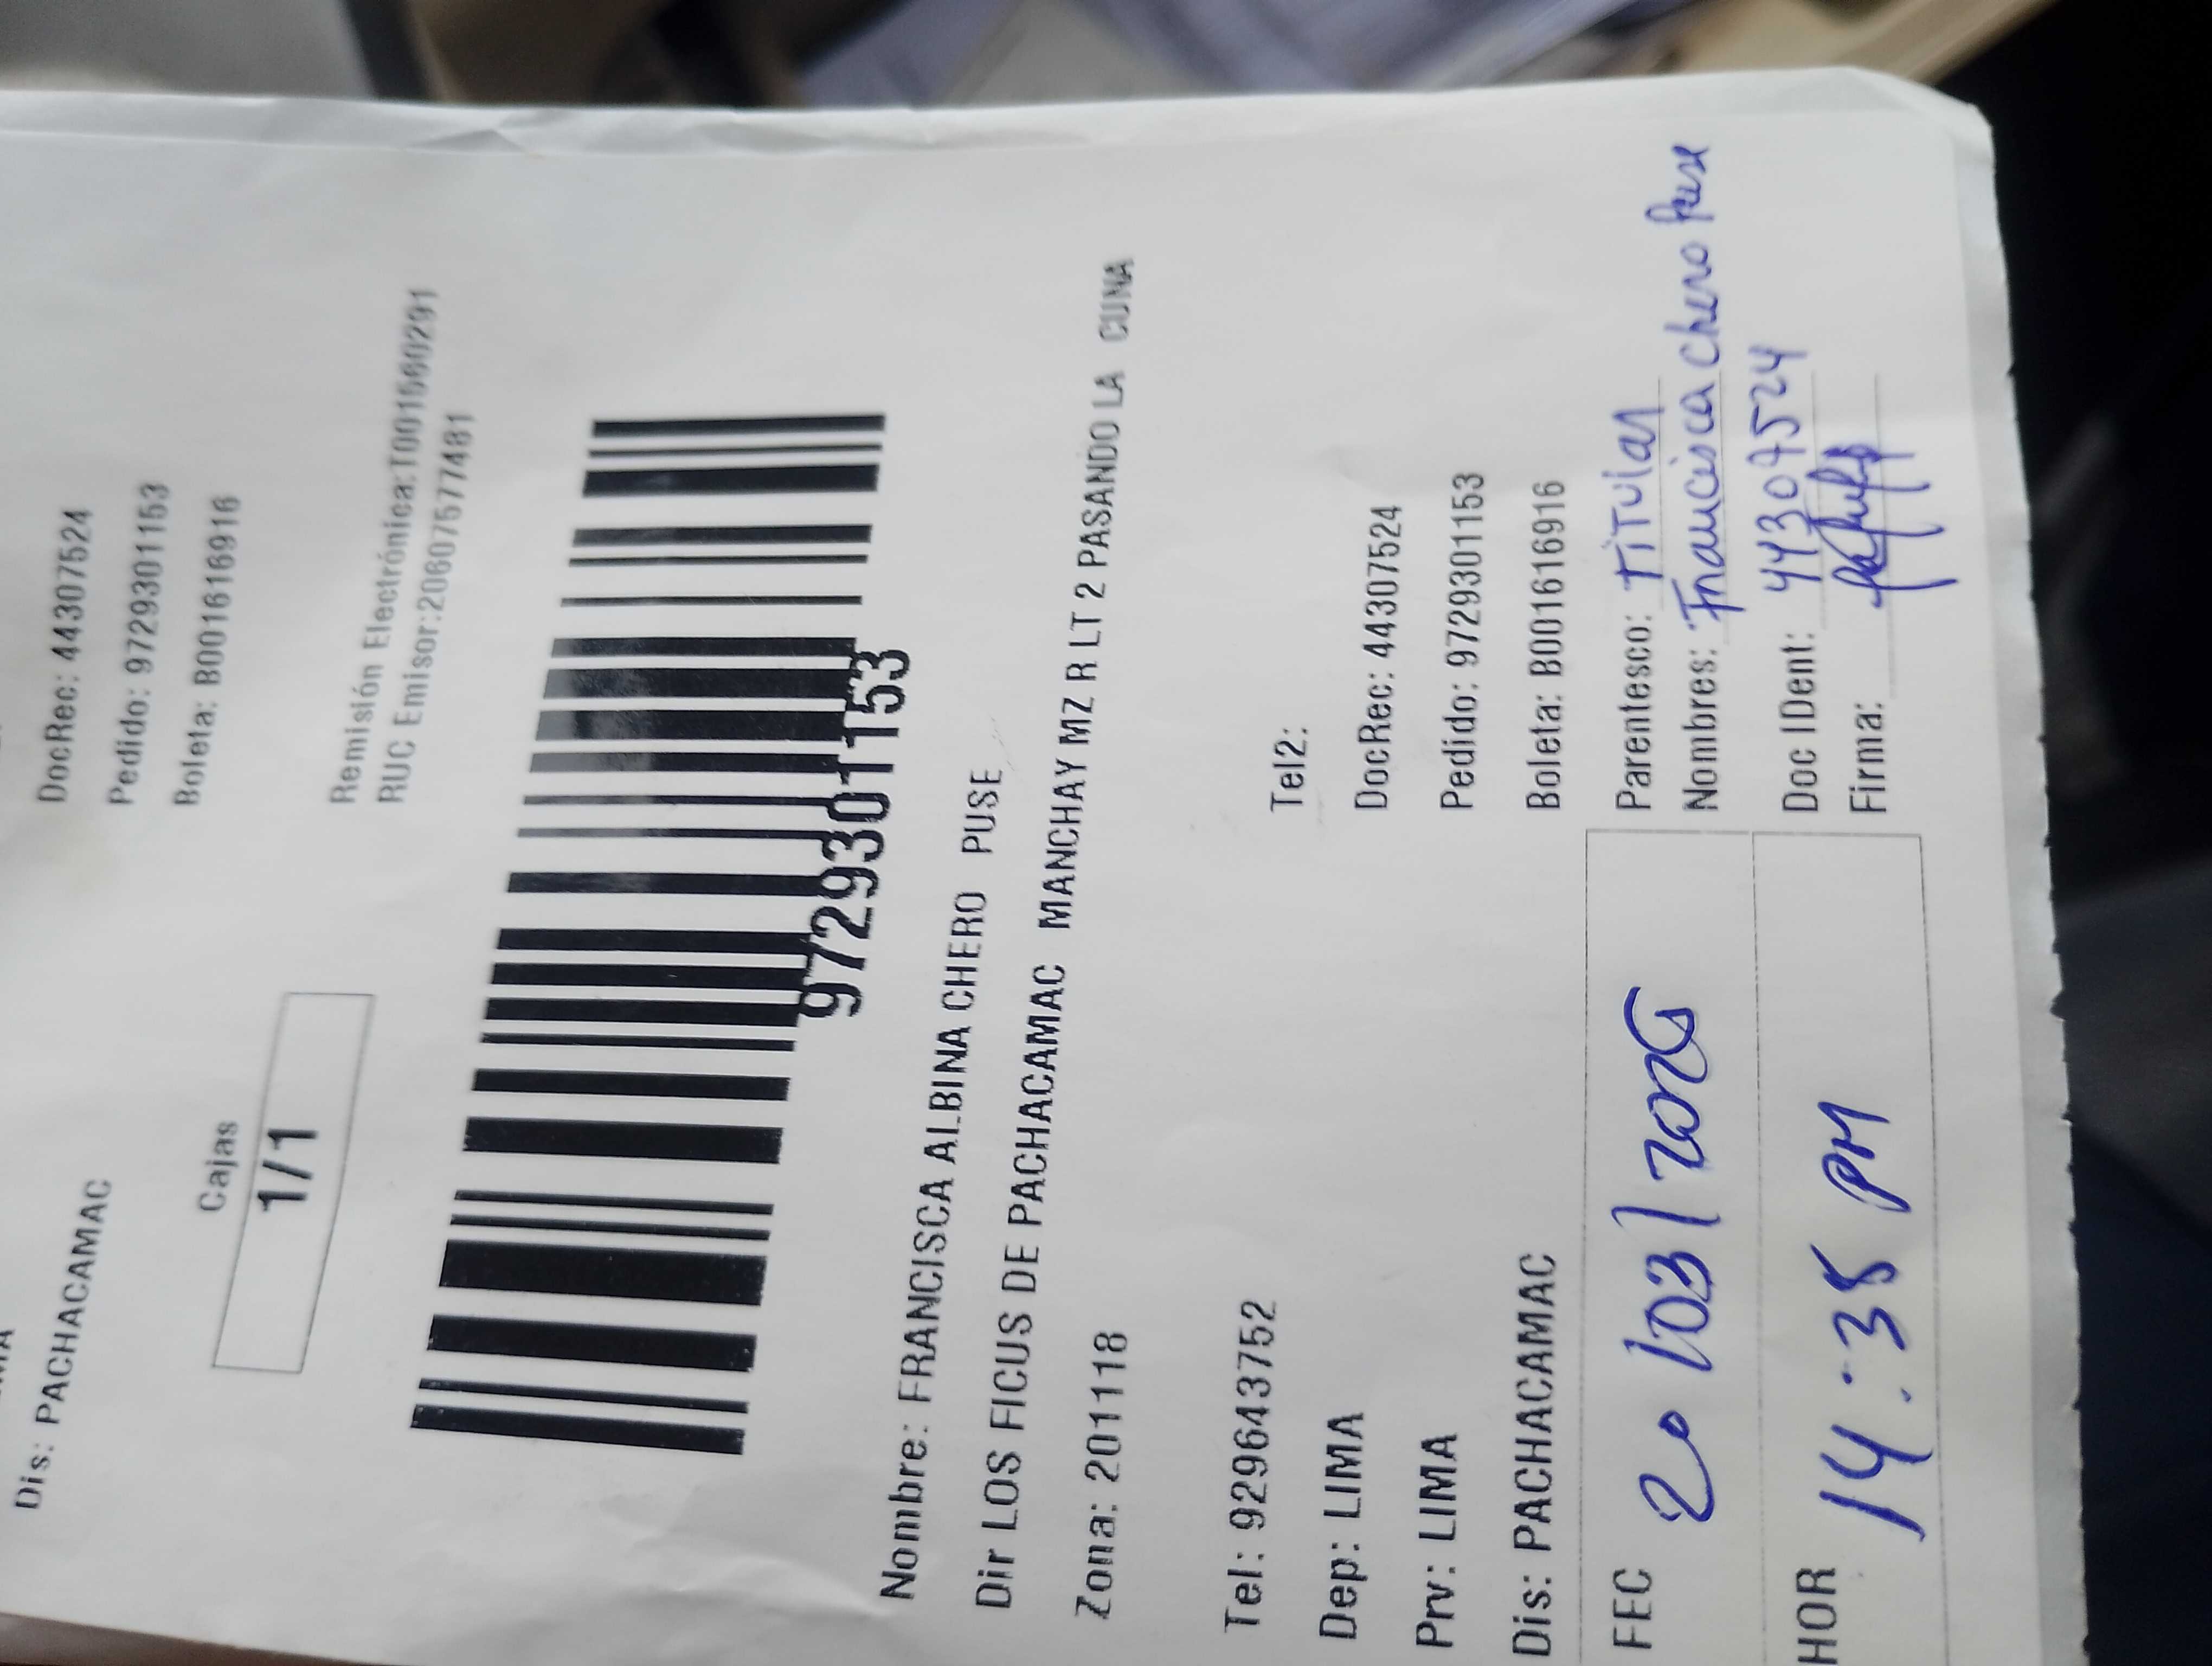 DocRec: 44307524
Pedido: 9729301153
Boleta: B001616916
Dis: PACHACAMAC
Cajas
1/1
Remisión Electrónica:T001560291
RUC Emisor:20607577481
9729301153
Nombre: FRANCISCA ALBINA CHERO PUSE
Dir LOS FICUS DE PACHACAMAC MANCHAY MZ R LT 2 PASANDO LA CUNA
Zona: 201118
Tel: 929643752 Tel2:
Dep: LIMA DocRec: 44307524
Prv: LIMA Pedido: 9729301153
Dis: PACHACAMAC Boleta: B001616916
FEC 20/03/2025
Parentesco: TiTular
Nombres: Francisca Chero Puse
HOR 14:38 PM
Doc IDent: 44307524
Firma: